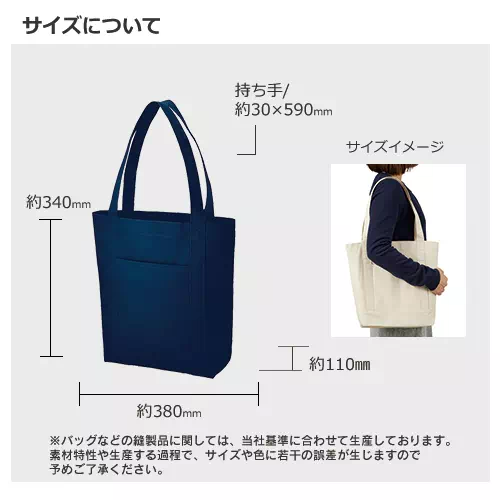 サイズについて
持ち手/
約30×590mm
サイズイメージ
約340mm
約110㎜
約380mm
※バッグなどの縫製品に関しては、当社基準に合わせて生産しております。
素材特性や生産する過程で、サイズや色に若干の誤差が生じますので
予めご了承ください。